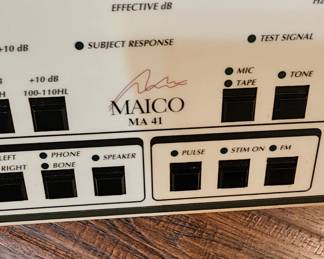 EFFECTIVE dB
+10 dB
SUBJECT RESPONSE
TEST SIGNAL
+10 dB
100-110HL
MIC
TAPE
TONE
MAICO
MA 41
LEFT
RIGHT
PHONE
BONE
SPEAKER
PULSE
STIM ON
FM